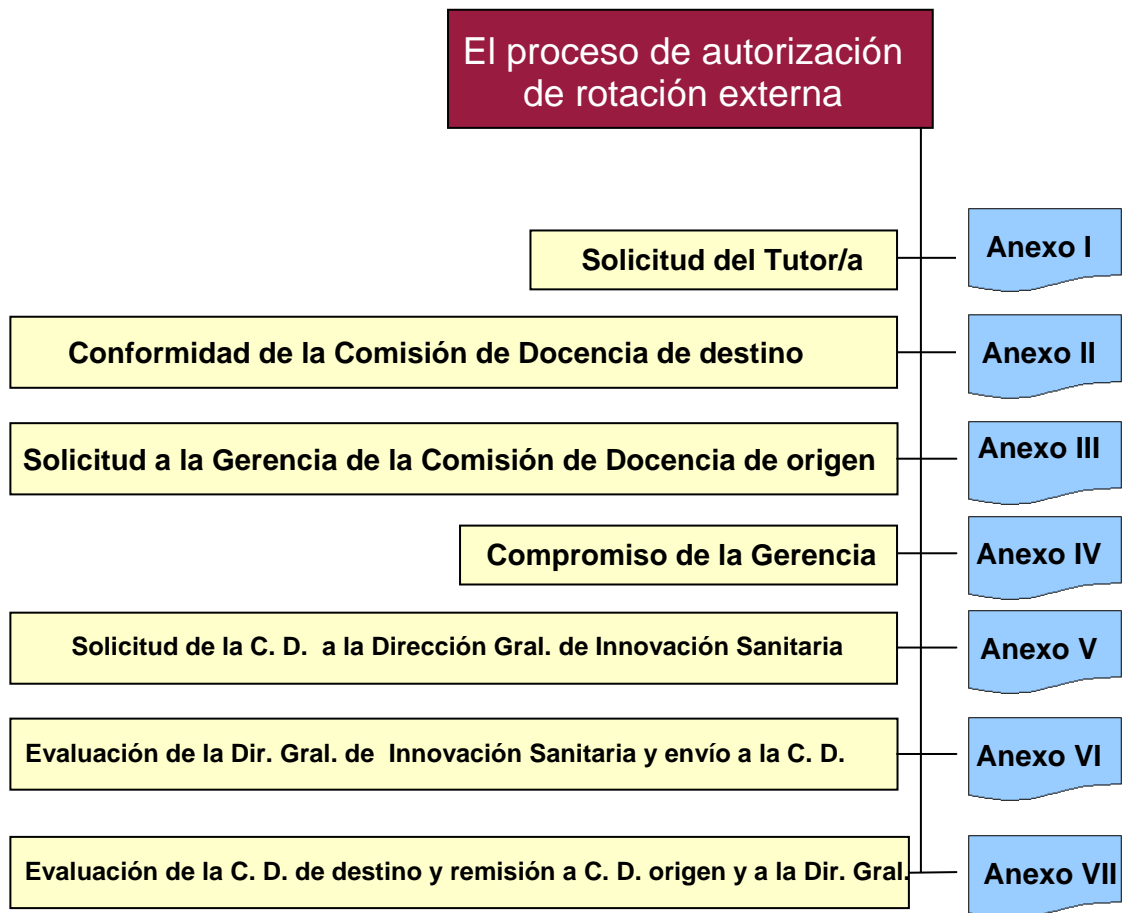 El proceso de autorización
de rotación externa
Solicitud del Tutor/a
Anexo I
Conformidad de la Comisión de Docencia de destino
Anexo II
Solicitud a la Gerencia de la Comisión de Docencia de origen
Anexo III
Compromiso de la Gerencia
Anexo IV
Solicitud de la C. D. a la Dirección Gral. de Innovación Sanitaria
Anexo V
Evaluación de la Dir. Gral. de Innovación Sanitaria y envío a la C. D.
Anexo VI
Evaluación de la C. D. de destino y remisión a C. D. origen y a la Dir. Gral.
Anexo VII